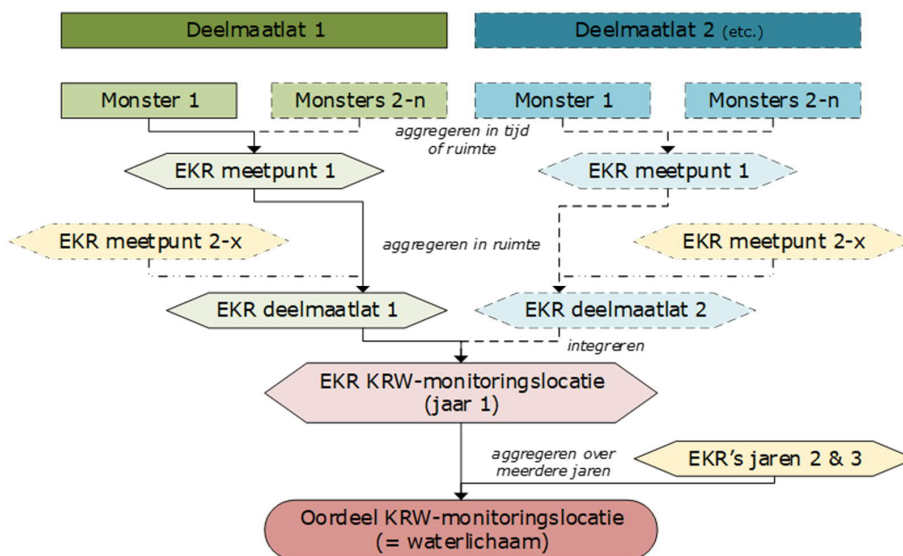 Deelmaatlat 1
Deelmaatlat 2 (etc.)
Monster 1
Monsters 2-n
Monster 1
Monsters 2-n
aggregeren in tijd
of ruimte
EKR meetpunt 1
EKR meetpunt 1
EKR meetpunt 2-x
aggregeren in ruimte
EKR meetpunt 2-x
EKR deelmaatlat 1
EKR deelmaatlat 2
integreren
EKR KRW-monitoringslocatie
(jaar 1)
aggregeren over
meerdere jaren
EKR's jaren 2 & 3
Oordeel KRW-monitoringslocatie
(= waterlichaam)